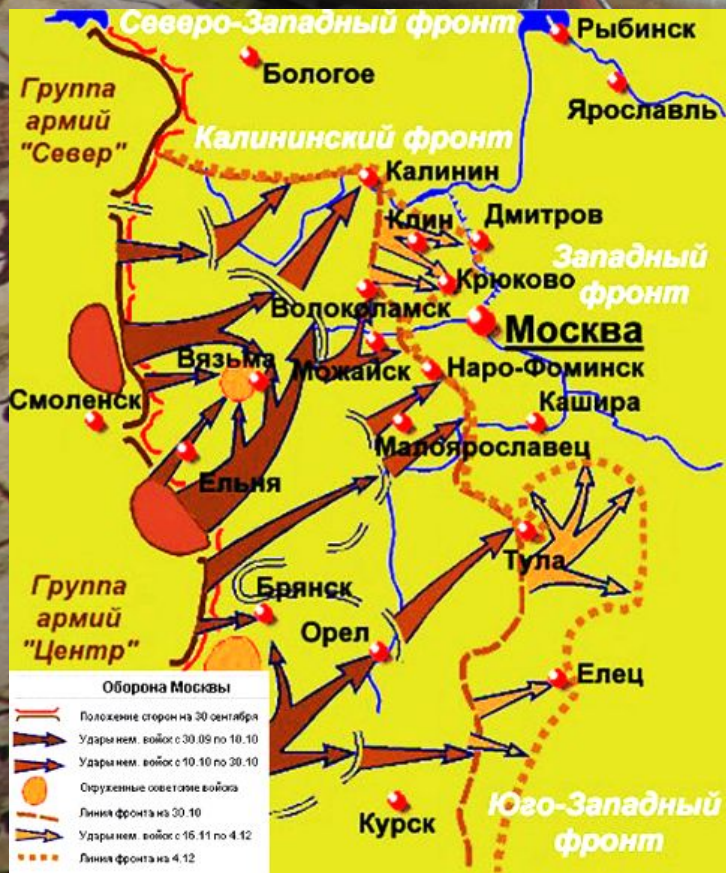 Северо-Западный фронт
Рыбинск
Бологое
Ярославль
Группа
армий
"Север"
Калининский фронт
Калинин
Клин
Дмитров
Западный
фронт
Крюково
Волоколамск
Москва
Вязьма
Можайск
Наро-Фоминск
Смоленск
Кашира
Малоярославец
Ельня
Тула
Группа
армий
"Центр"
Брянск
Орел
Елец
Курск
Юго-Западный
фронт
Оборона Москвы
Положение сторон на 30 сентября
Удары нем. войск с 30.09 по 10.10
Удары нем. войск с 10.10 по 30.10
Окруженные советские войска
Линия фронта на 30.10
Удары нем. войск с 16.11 по 4.12
Линия фронта на 4.12